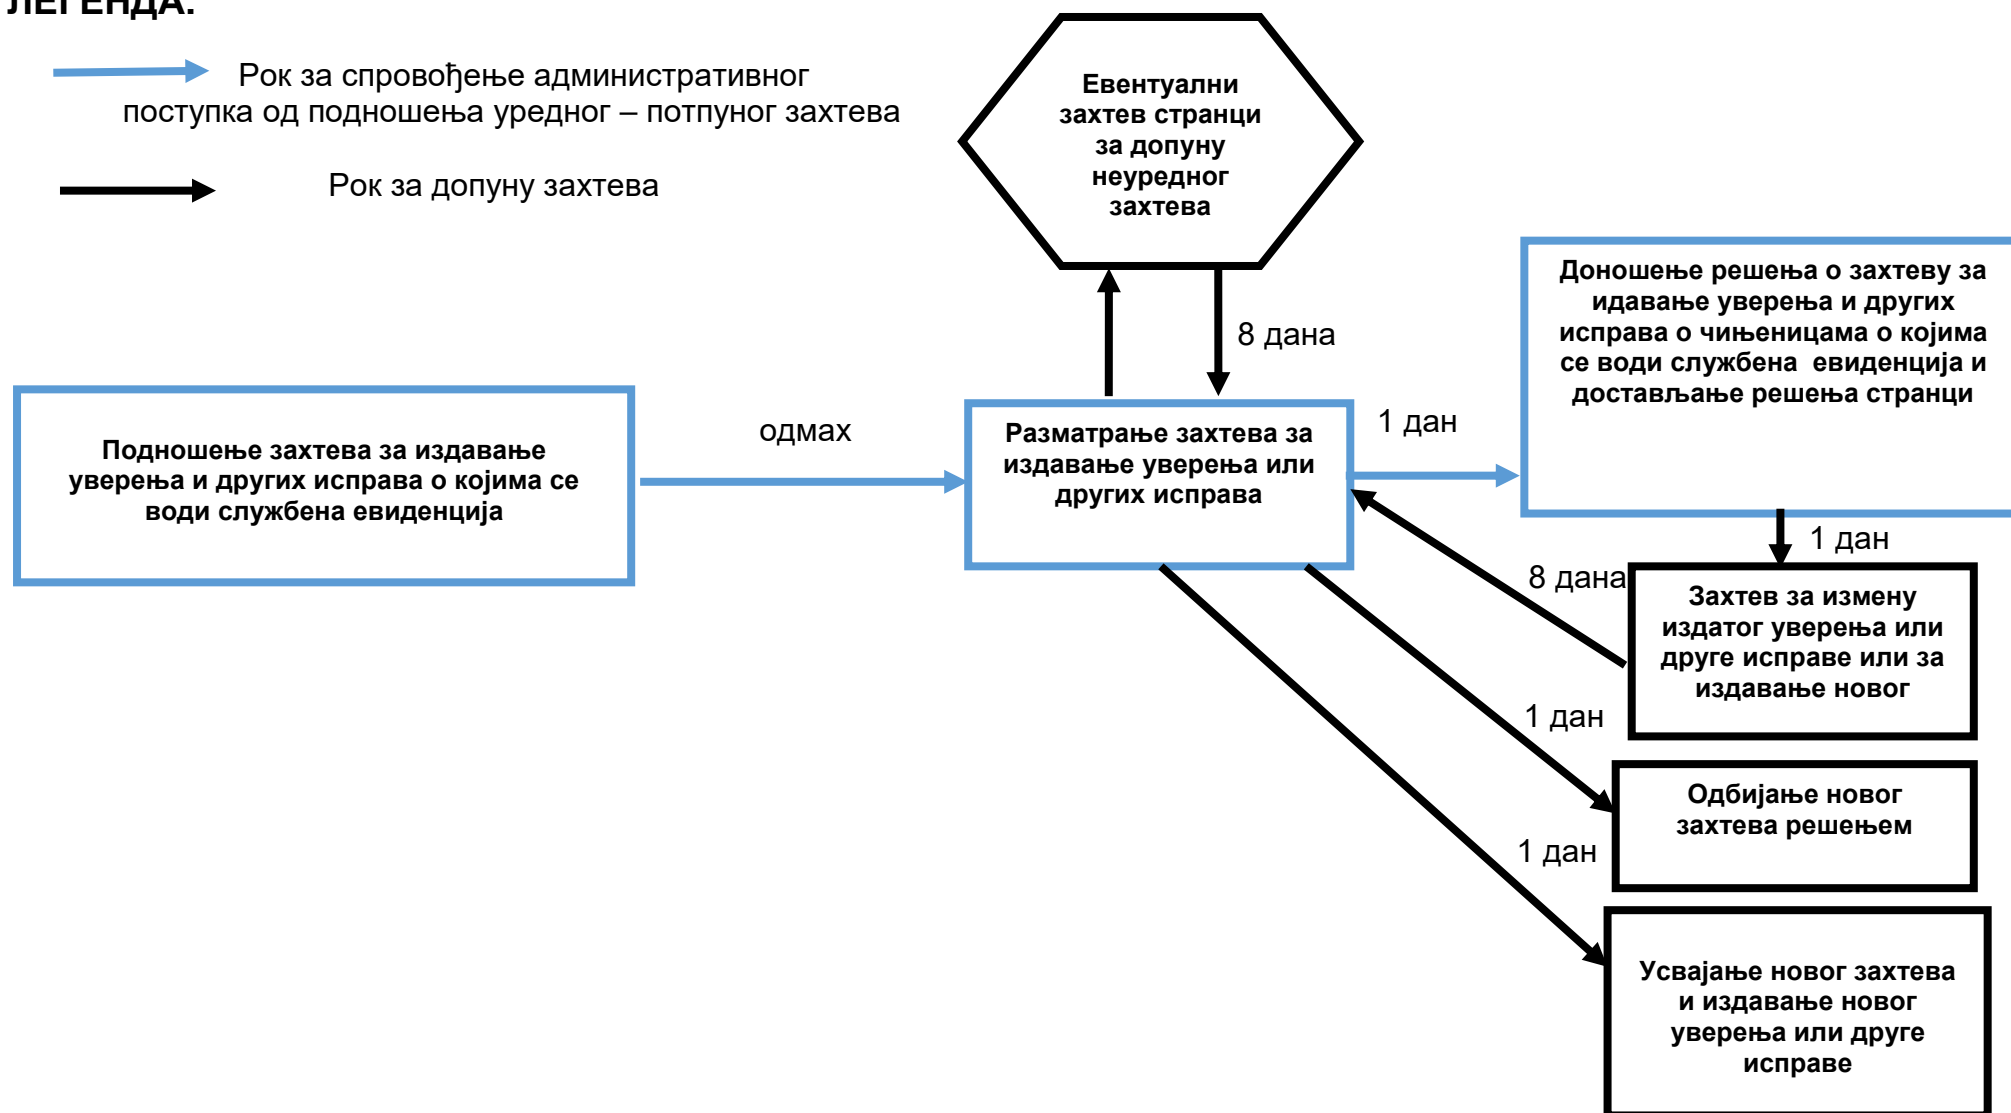 ЛЕГЕНДА:
Рок за спровођење административног
поступка од подношења уредног – потпуног захтева
Рок за допуну захтева
Евентуални
захтев странци
за допуну
неуредног
захтева
8 дана
Доношење решења о захтеву за
идавање уверења и других
исправа о чињеницама о којима
се води службена евиденција и
достављање решења странци
Подношење захтева за издавање
уверења и других исправа о којима се
води службена евиденција
одмах
Разматрање захтева за
издавање уверења или
других исправа
1 дан
1 дан
8 дана
Захтев за измену
издатог уверења или
друге исправе или за
издавање новог
1 дан
Одбијање новог
захтева решењем
1 дан
Усвајање новог захтева
и издавање новог
уверења или друге
исправе